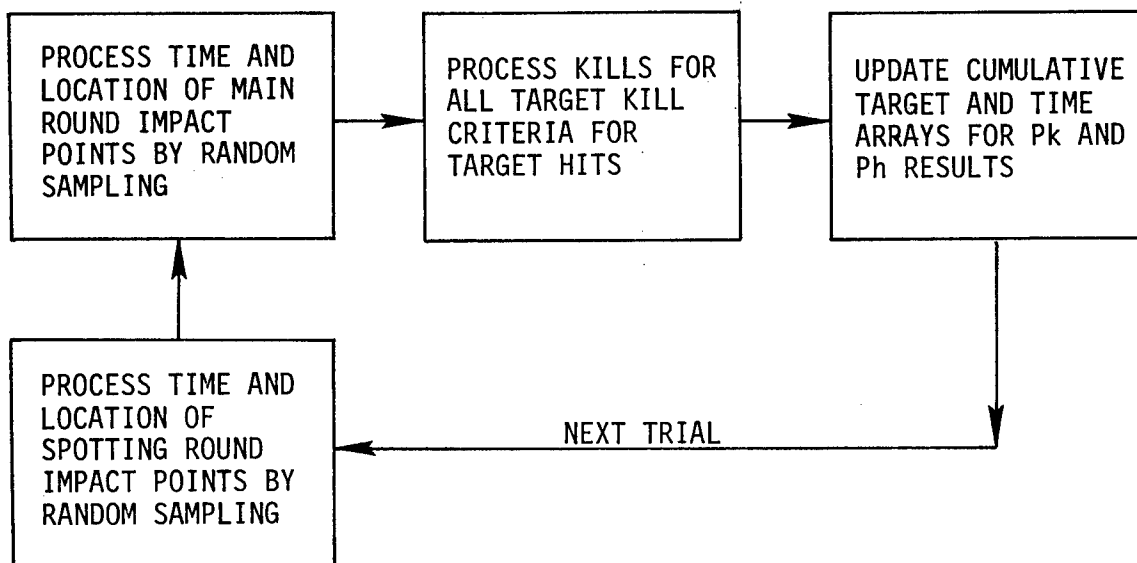 PROCESS TIME AND
LOCATION OF MAIN
ROUND IMPACT
POINTS BY RANDOM
SAMPLING
PROCESS KILLS FOR
ALL TARGET KILL
CRITERIA FOR
TARGET HITS
UPDATE CUMULATIVE
TARGET AND TIME
ARRAYS FOR Pk AND
Ph RESULTS
PROCESS TIME AND
LOCATION OF
SPOTTING ROUND
IMPACT POINTS BY
RANDOM SAMPLING
NEXT TRIAL